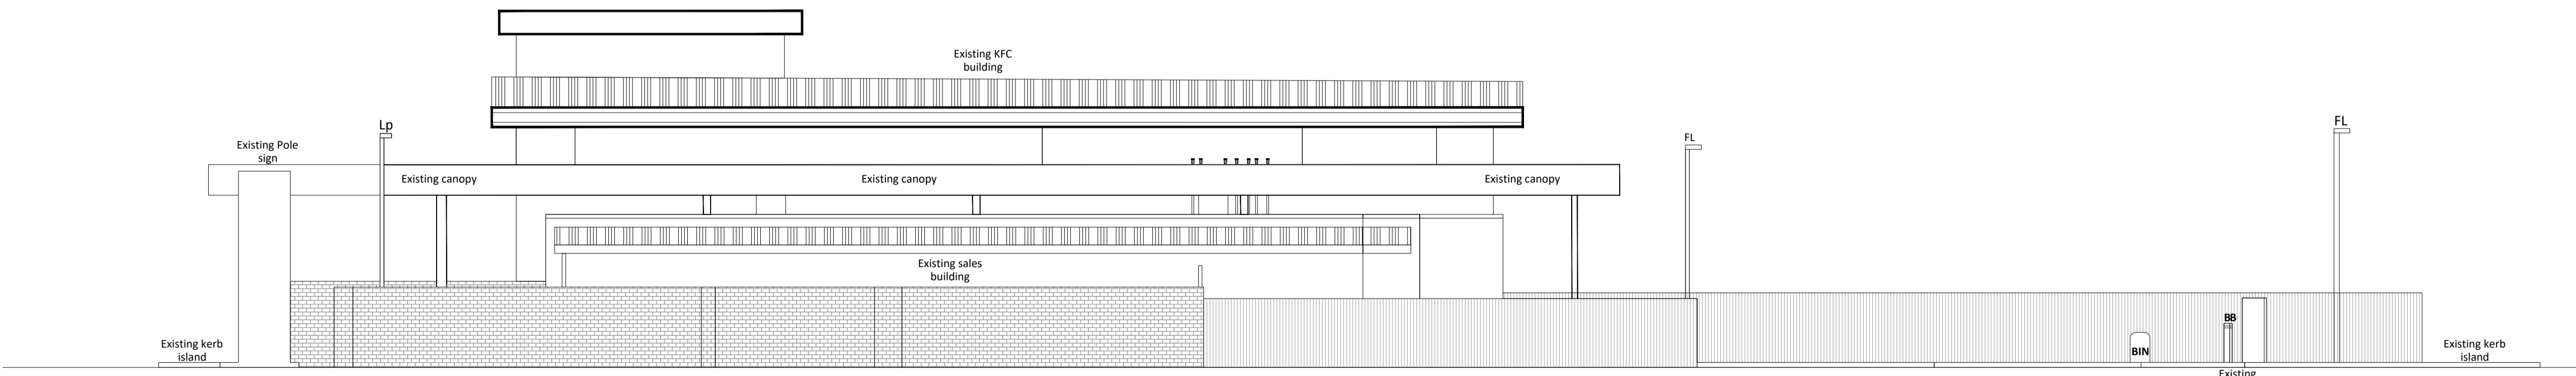 Existing KFC
building
Lp
FL
FL
Existing Pole
sign
Existing canopy
Existing canopy
Existing canopy
Existing sales
building
BB
BIN
Existing kerb
island
Existing kerb
island
Existing